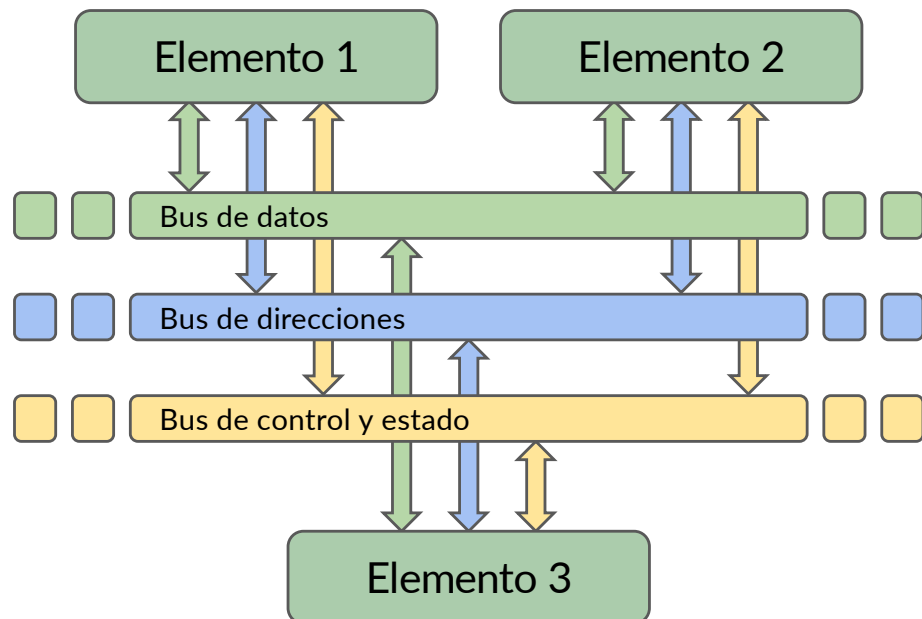 Elemento 1
Elemento 2
Bus de datos
Bus de direcciones
Bus de control y estado
Elemento 3